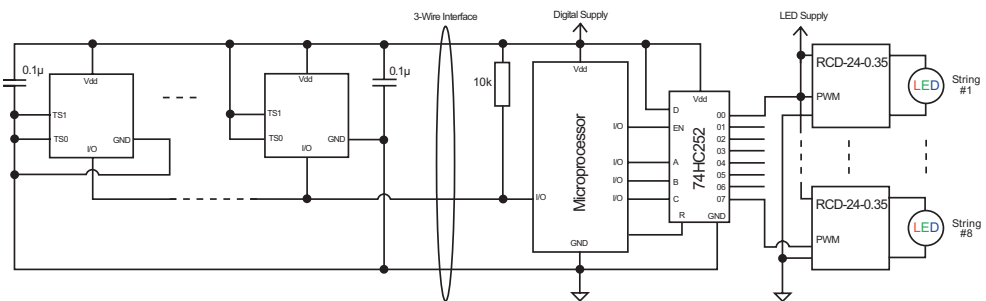 3-Wire Interface
Digital Supply
LED Supply
0.1µ
Vdd
TS1
TS0
GND
I/O
Vdd
TS1
TS0
GND
I/O
0.1µ
10k
Vdd
I/O
I/O
I/O
I/O
I/O
Microprocessor
GND
Vdd
D
EN
A
B
C
R
GND
74HC252
00
01
02
03
04
05
06
07
RCD-24-0.35
PWM
LED
String
#1
RCD-24-0.35
PWM
LED
String
#8